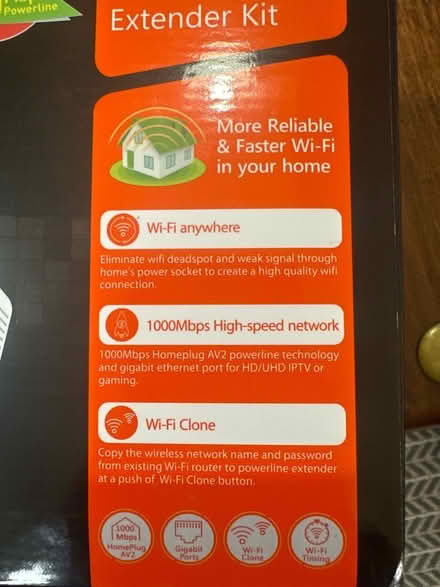 Powerline
Extender Kit
More Reliable
& Faster Wi-Fi
in your home
Wi-Fi anywhere
Eliminate wifi deadspot and weak signal through
home's power socket to create a high quality wifi
connection.
1000Mbps High-speed network
1000Mbps Homeplug AV2 powerline technology
and gigabit ethernet port for HD/UHD IPTV or
gaming.
Wi-Fi Clone
Copy the wireless network name and password
from existing Wi-Fi router to powerline extender
at a push of Wi-Fi Clone button.
1000
Mbps
HomePlug
AV2
Gigabit
Ports
Wi-Fi
Clone
Wi-Fi
Timing